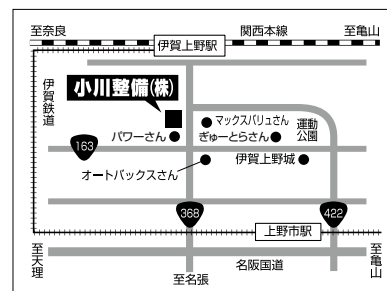 至奈良
関西本線
至亀山
伊賀上野駅
伊賀鉄道
小川整備㈱
マックスバリュさん
パワーさん
ぎゅーとらさん
運動
公園
163
オートバックスさん
伊賀上野城
368
422
上野市駅
至天理
名阪国道
至亀山
至名張